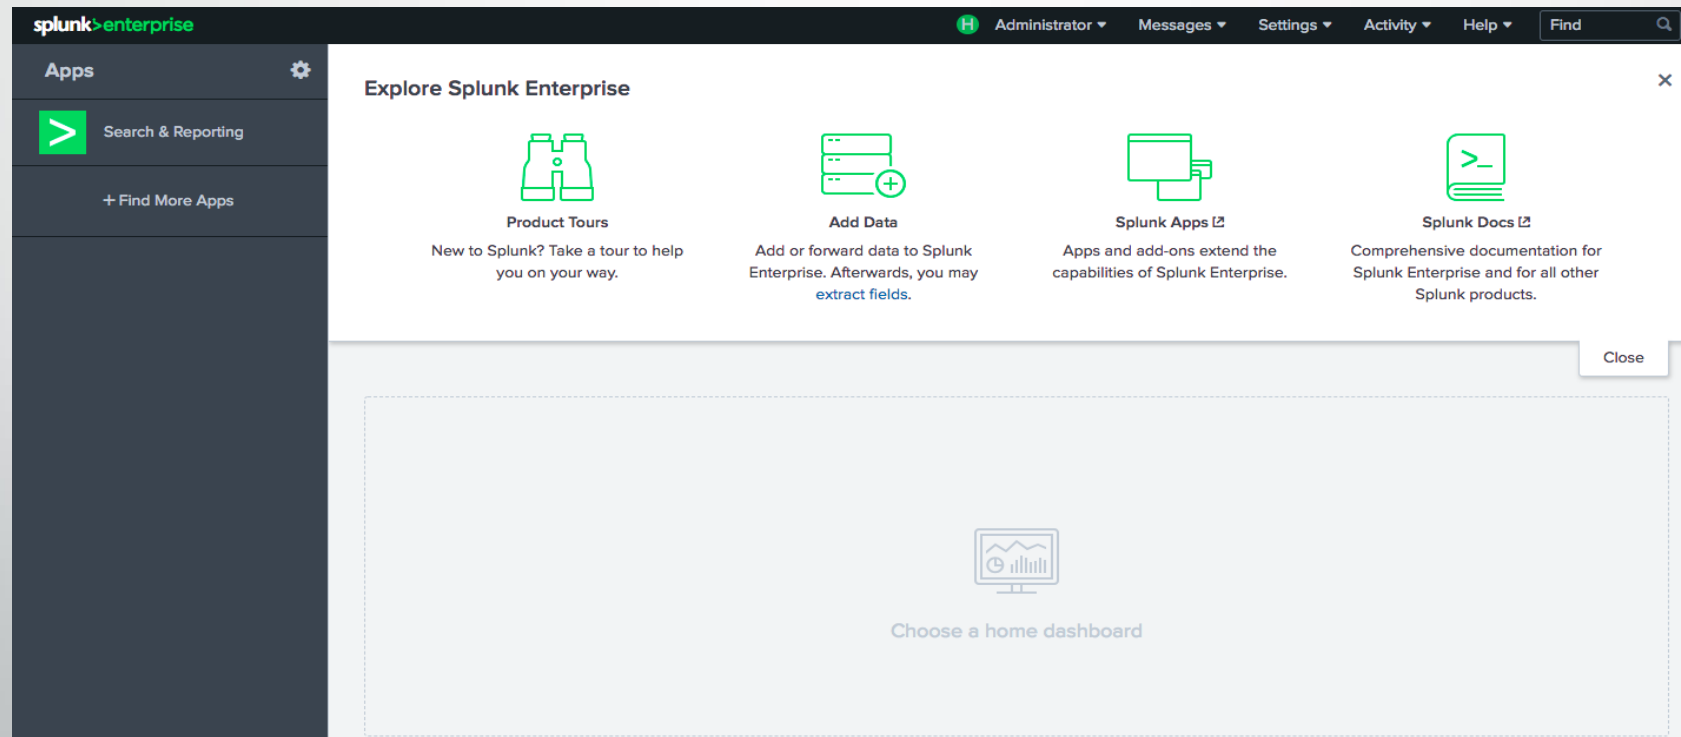 splunk>enterprise
H Administrator Messages Settings Activity Help Find
Apps
Search & Reporting
+ Find More Apps
Explore Splunk Enterprise
Product Tours
New to Splunk? Take a tour to help
you on your way.
Add Data
Add or forward data to Splunk
Enterprise. Afterwards, you may
extract fields.
Splunk Apps
Apps and add-ons extend the
capabilities of Splunk Enterprise.
Splunk Docs
Comprehensive documentation for
Splunk Enterprise and for all other
Splunk products.
Close
Choose a home dashboard